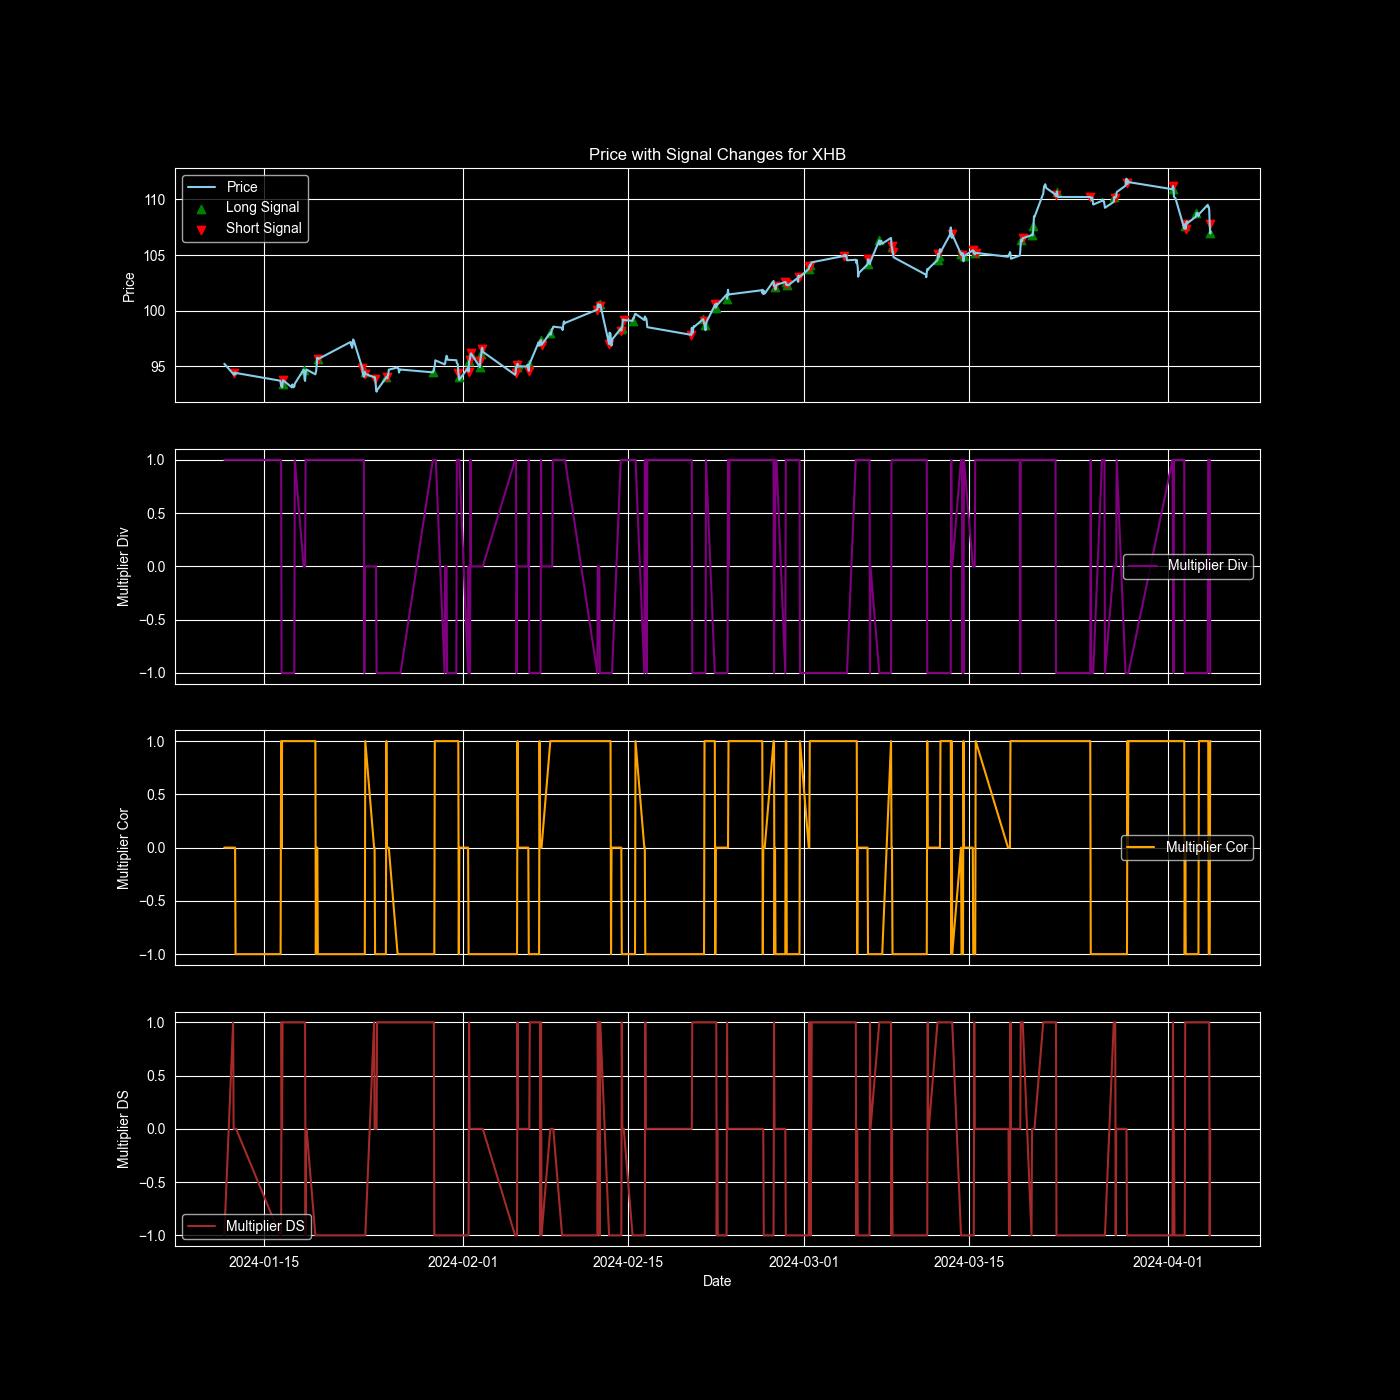 Price with Signal Changes for XHB
Price
Long Signal
Short Signal
110
105
100
95
Price
1.0
0.5
0.0
−0.5
−1.0
Multiplier Div
Multiplier Div
1.0
0.5
0.0
−0.5
−1.0
Multiplier Cor
Multiplier Cor
1.0
0.5
0.0
−0.5
−1.0
Multiplier DS
Multiplier DS
2024-01-15 2024-02-01 2024-02-15 2024-03-01 2024-03-15 2024-04-01
Date